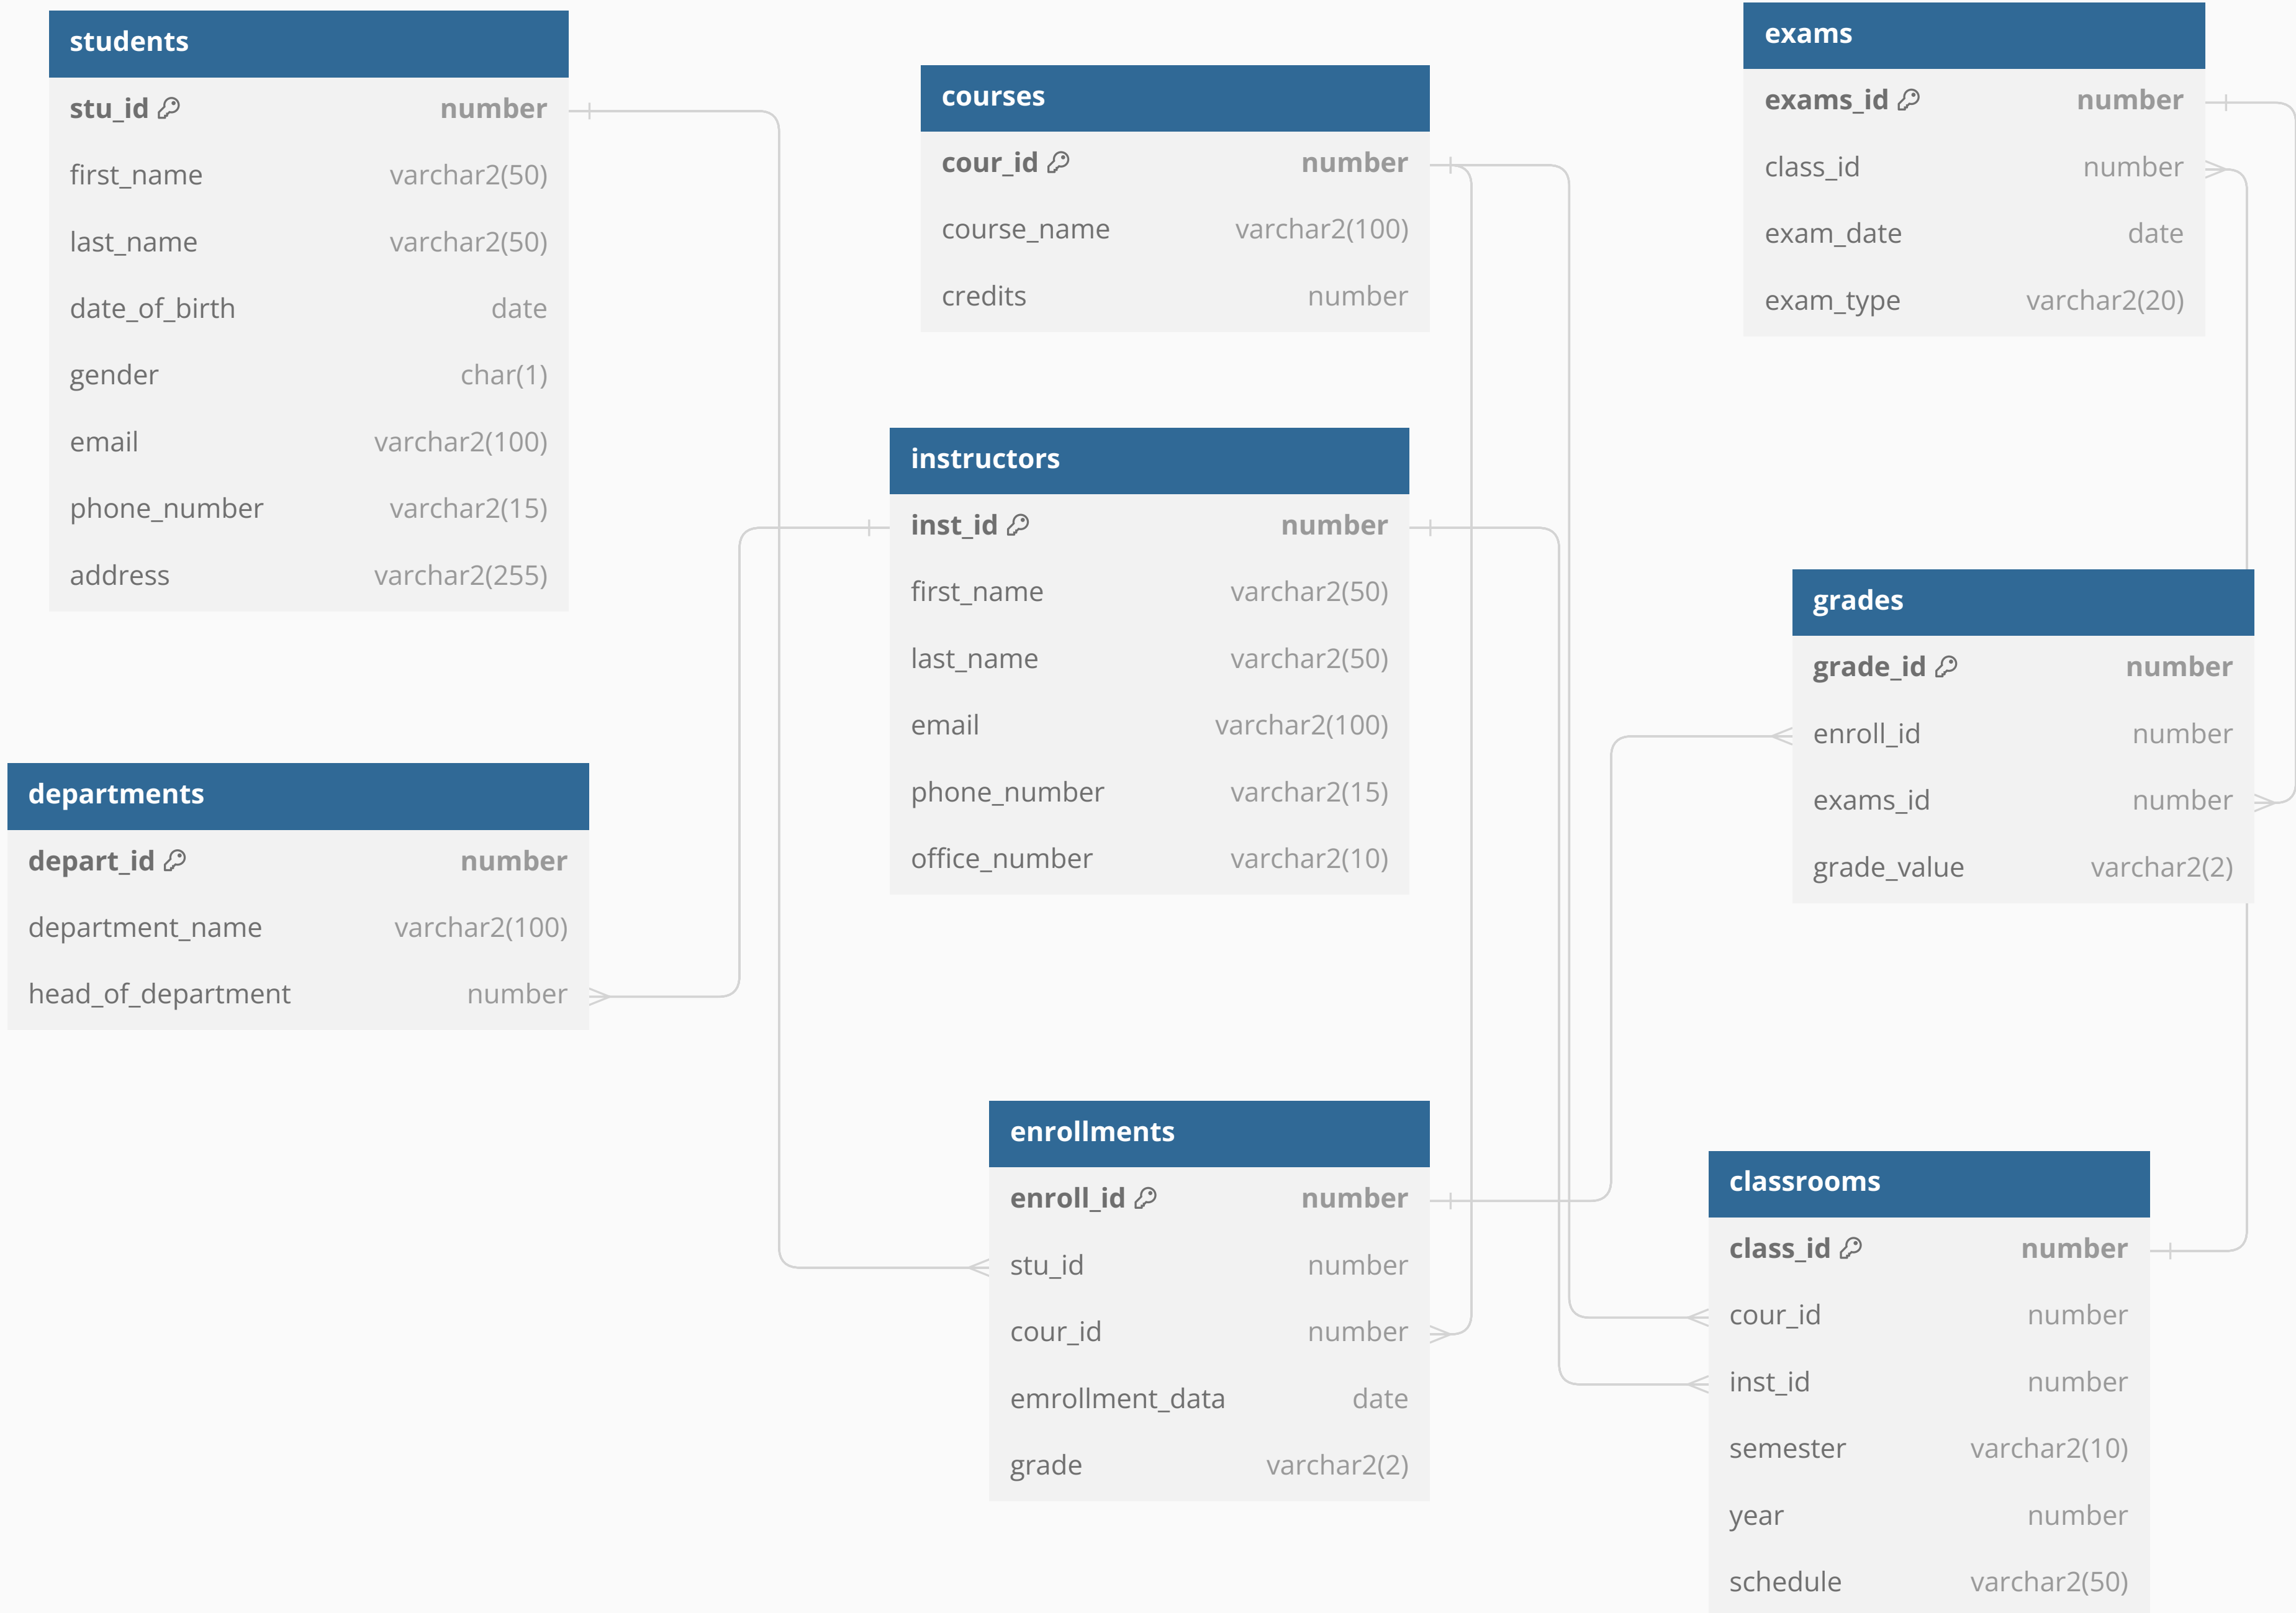 students
stu_id number
first_name varchar2(50)
last_name varchar2(50)
date_of_birth date
gender char(1)
email varchar2(100)
phone_number varchar2(15)
address varchar2(255)
departments
depart_id number
department_name varchar2(100)
head_of_department number
courses
cour_id number
course_name varchar2(100)
credits number
instructors
inst_id number
first_name varchar2(50)
last_name varchar2(50)
email varchar2(100)
phone_number varchar2(15)
office_number varchar2(10)
enrollments
enroll_id number
stu_id number
cour_id number
emrollment_data date
grade varchar2(2)
exams
exams_id number
class_id number
exam_date date
exam_type varchar2(20)
grades
grade_id number
enroll_id number
exams_id number
grade_value varchar2(2)
classrooms
class_id number
cour_id number
inst_id number
semester varchar2(10)
year number
schedule varchar2(50)